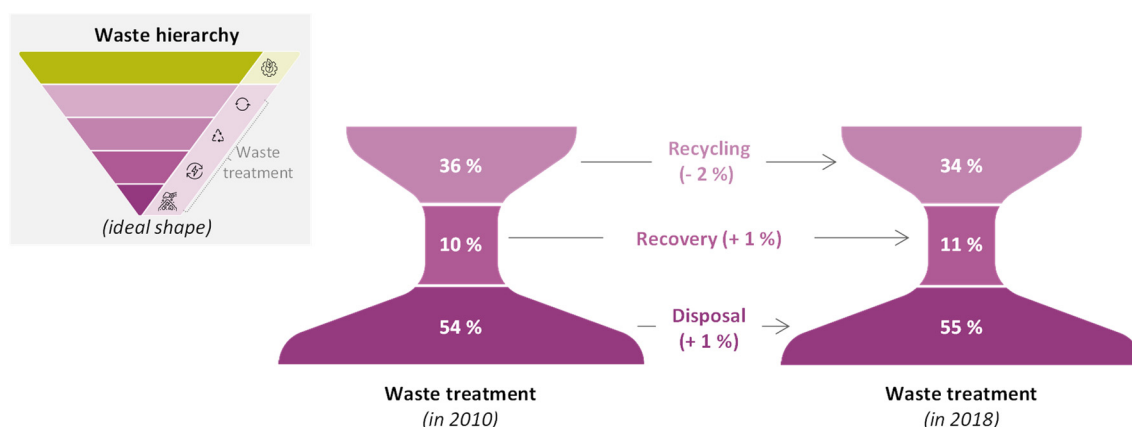 Waste hierarchy
Waste
treatment
(ideal shape)
36 %
Recycling
(- 2 %)
34 %
10 %
Recovery (+ 1 %)
11 %
54 %
Disposal
(+ 1 %)
55 %
Waste treatment
(in 2010)
Waste treatment
(in 2018)